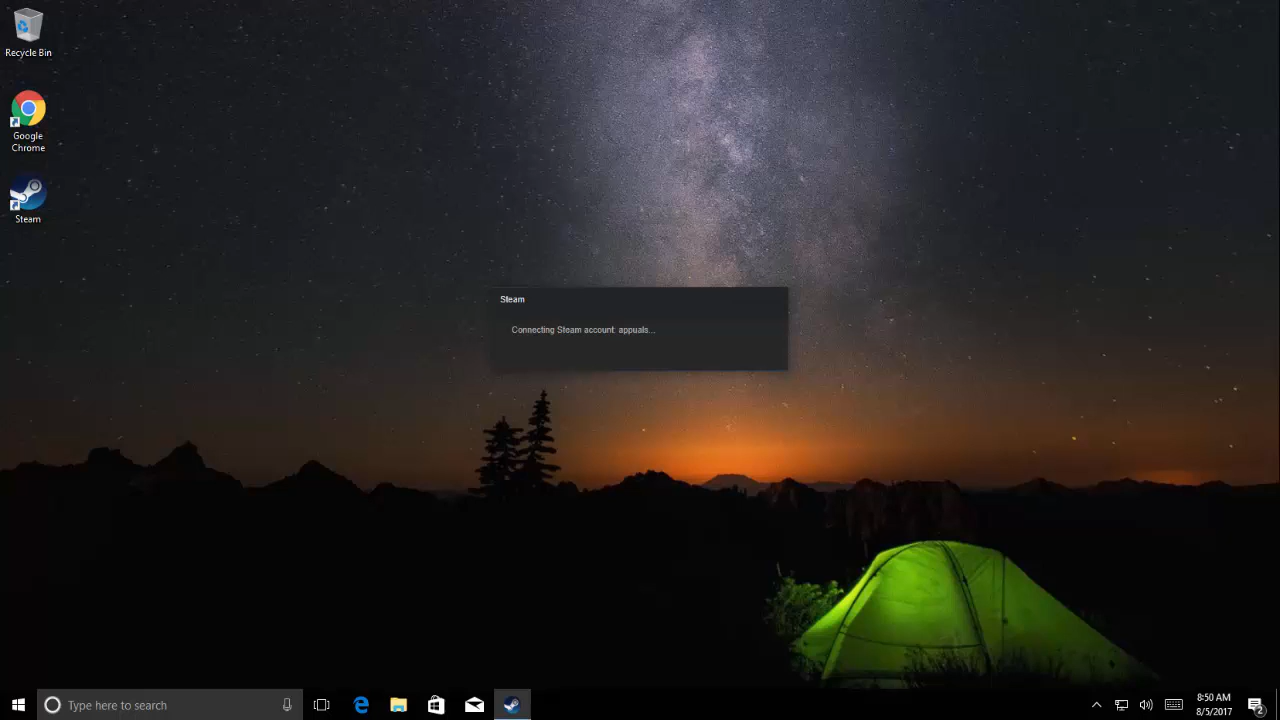 Recycle Bin
Google
Chrome
Steam
Steam
Connecting Steam account: appuals...
Type here to search
8:50 AM
8/5/2017
2